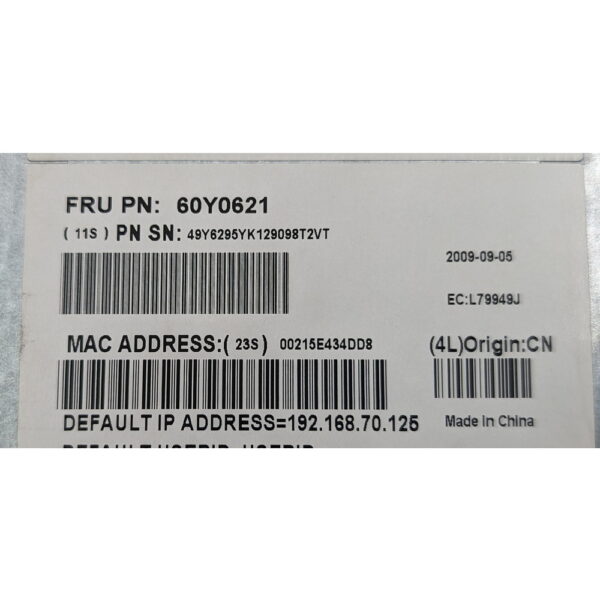 FRU PN: 60Y0621
( 11S ) PN SN: 49Y6295YK129098T2VT
2009-09-05
EC:L79949J
MAC ADDRESS:( 23S ) 00215E434DD8
(4L)Origin:CN
DEFAULT IP ADDRESS=192.168.70.125
Made in China